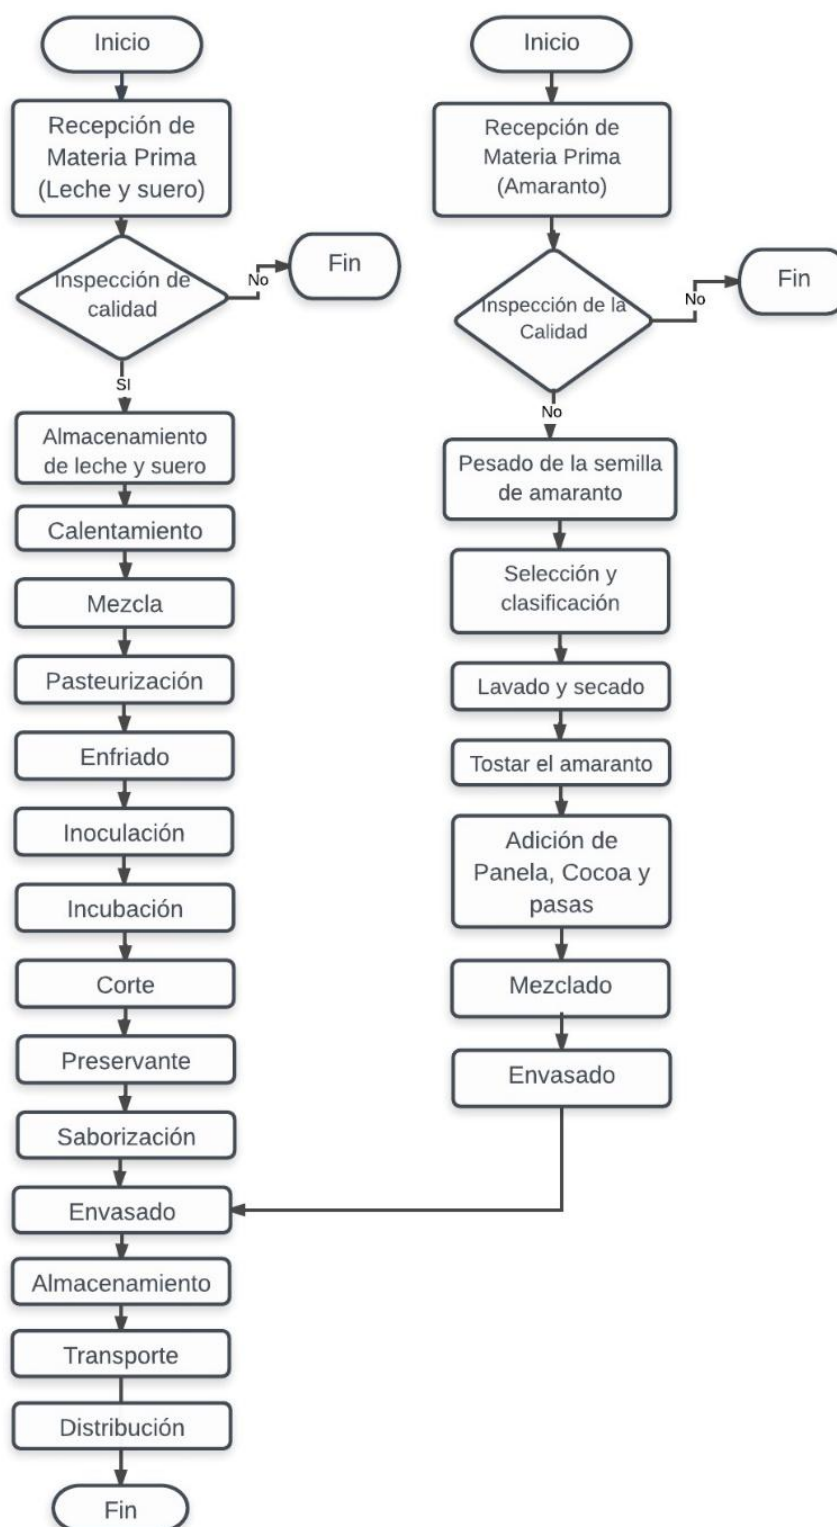 Inicio
Recepción de
Materia Prima
(Leche y suero)
Inspección de
calidad
No
Fin
SI
Almacenamiento
de leche y suero
Calentamiento
Mezcla
Pasteurización
Enfriado
Inoculación
Incubación
Corte
Preservante
Saborización
Envasado
Almacenamiento
Transporte
Distribución
Fin
Inicio
Recepción de
Materia Prima
(Amaranto)
Inspección de la
Calidad
No
Fin
No
Pesado de la semilla
de amaranto
Selección y
clasificación
Lavado y secado
Tostar el amaranto
Adición de
Panela, Cocoa y
pasas
Mezclado
Envasado